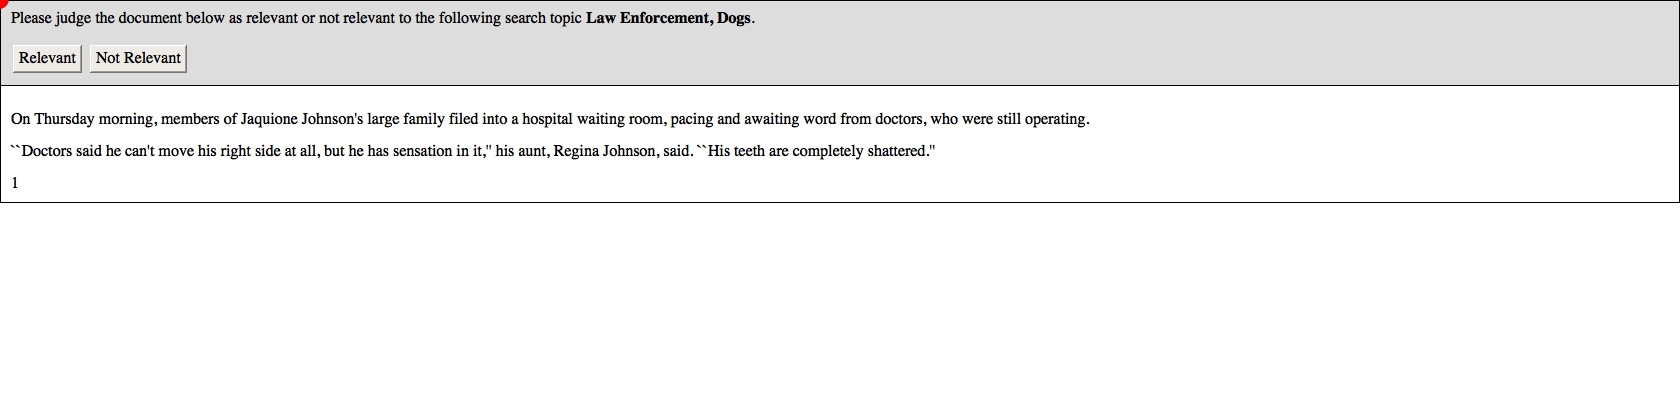 Please judge the document below as relevant or not relevant to the following search topic Law Enforcement, Dogs.
Relevant Not Relevant
On Thursday morning, members of Jaquione Johnson's large family filed into a hospital waiting room, pacing and awaiting word from doctors, who were still operating.
``Doctors said he can't move his right side at all, but he has sensation in it,'' his aunt, Regina Johnson, said. ``His teeth are completely shattered.''
1